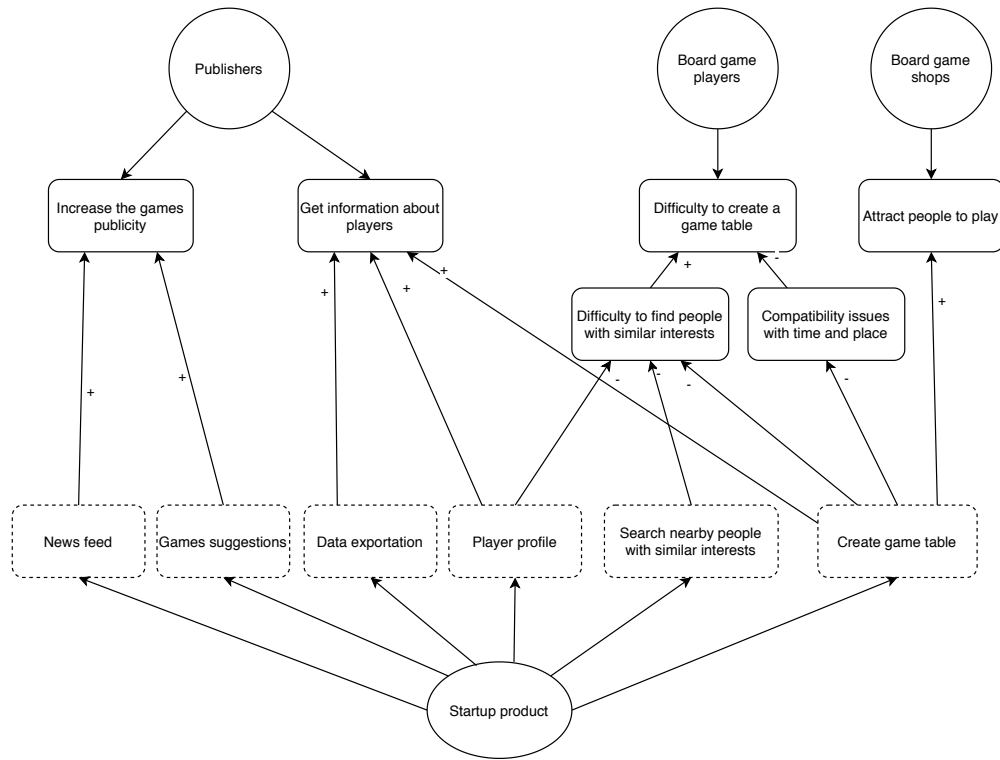 Publishers
Board game
players
Board game
shops
Increase the games
publicity
Get information about
players
Difficulty to create a
game table
Attract people to play
-
+
+
+
+
Difficulty to find people
with similar interests
Compatibility issues
with time and place
+
-
-
-
-
+
+
News feed
Games suggestions
Data exportation
Player profile
Search nearby people
with similar interests
Create game table
Startup product